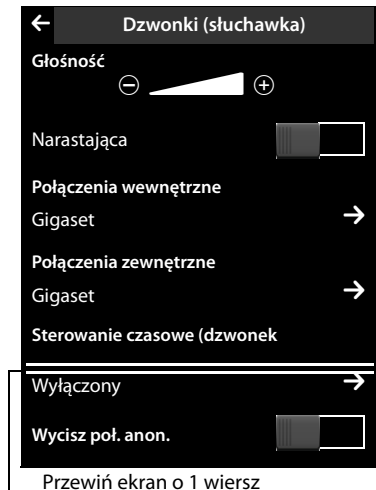 Dzwonki (słuchawka)
Głośność
Narastająca
Połączenia wewnętrzne
Gigaset
Połączenia zewnętrzne
Gigaset
Sterowanie czasowe (dzwonek
Wyłączony
Wycisz poł. anon.
Przewiń ekran o 1 wiersz